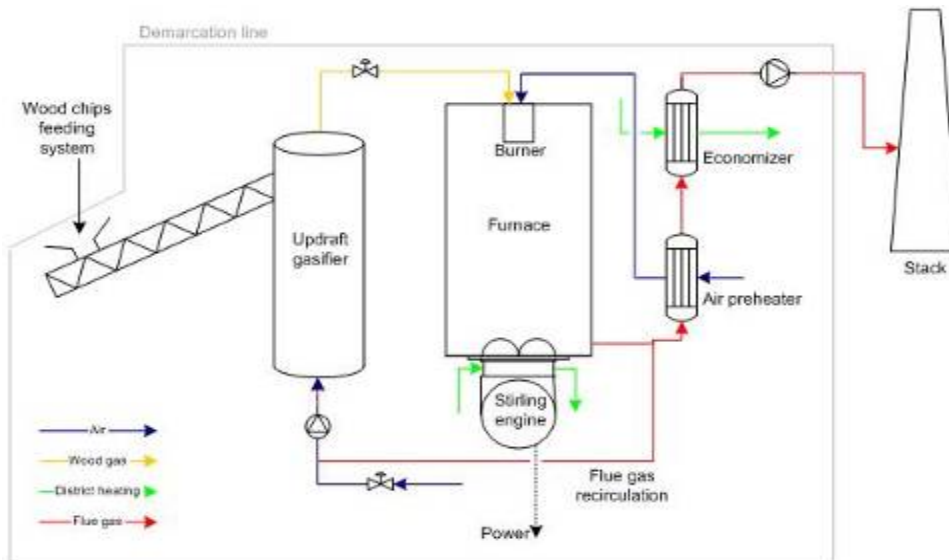 Demarcation line
Wood chips
feeding
system
Burner
Economizer
Updraft
gasifier
Furnace
Stack
Air preheater
Stirling
engine
Air
Wood gas
District heating
Flue gas
Flue gas
recirculation
Power